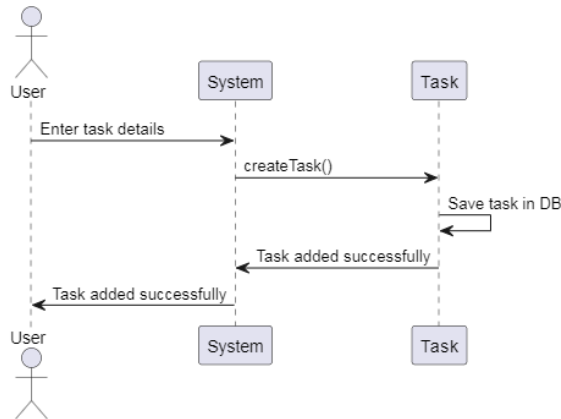 User
System
Task
Enter task details
createTask()
Save task in DB
Task added successfully
Task added successfully
User
System
Task